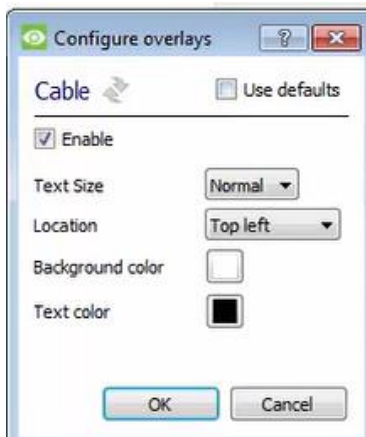 Configure overlays
Cable
Use defaults
Enable
Text Size
Normal
Location
Top left
Background color
Text color
OK
Cancel